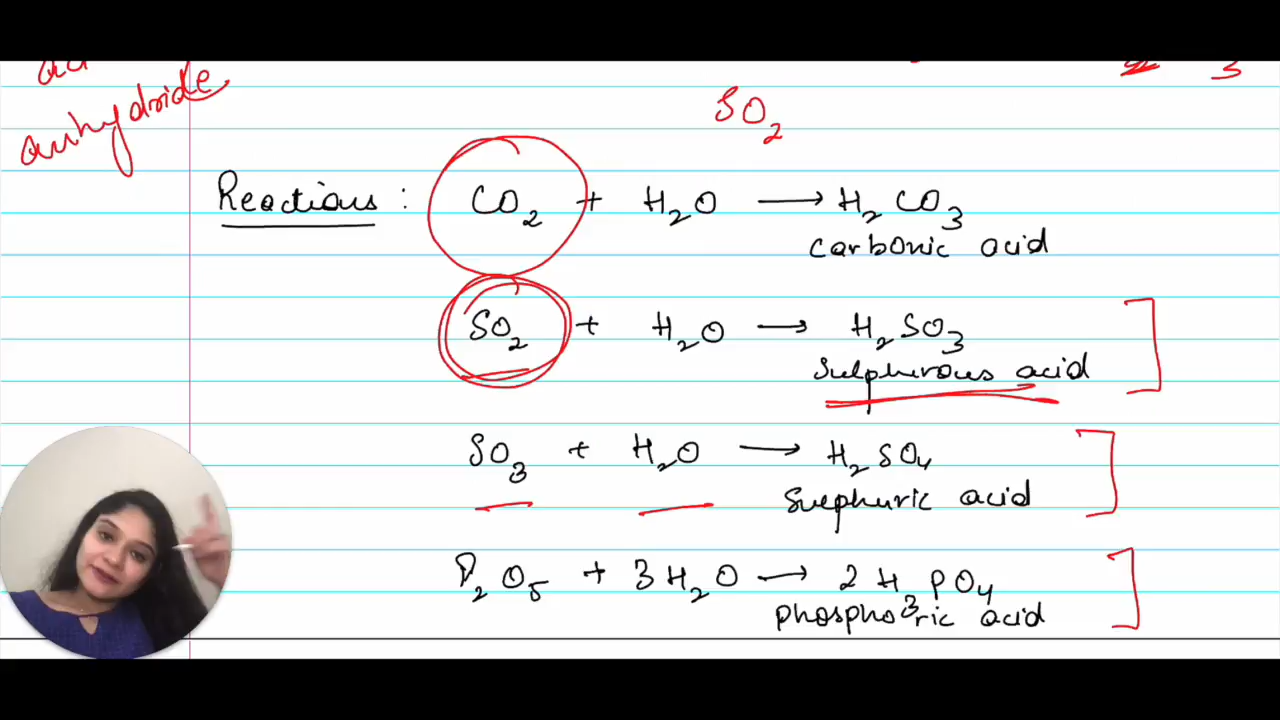 anhydride
SO₂
Reactions : CO₂ + H₂O → H₂CO₃
carbonic acid
SO₂ + H₂O → H₂SO₃
Sulphurous acid
SO₃ + H₂O → H₂SO₄
Sulphuric acid
P₂O₅ + 3H₂O → 2H₃PO₄
phosphoric acid